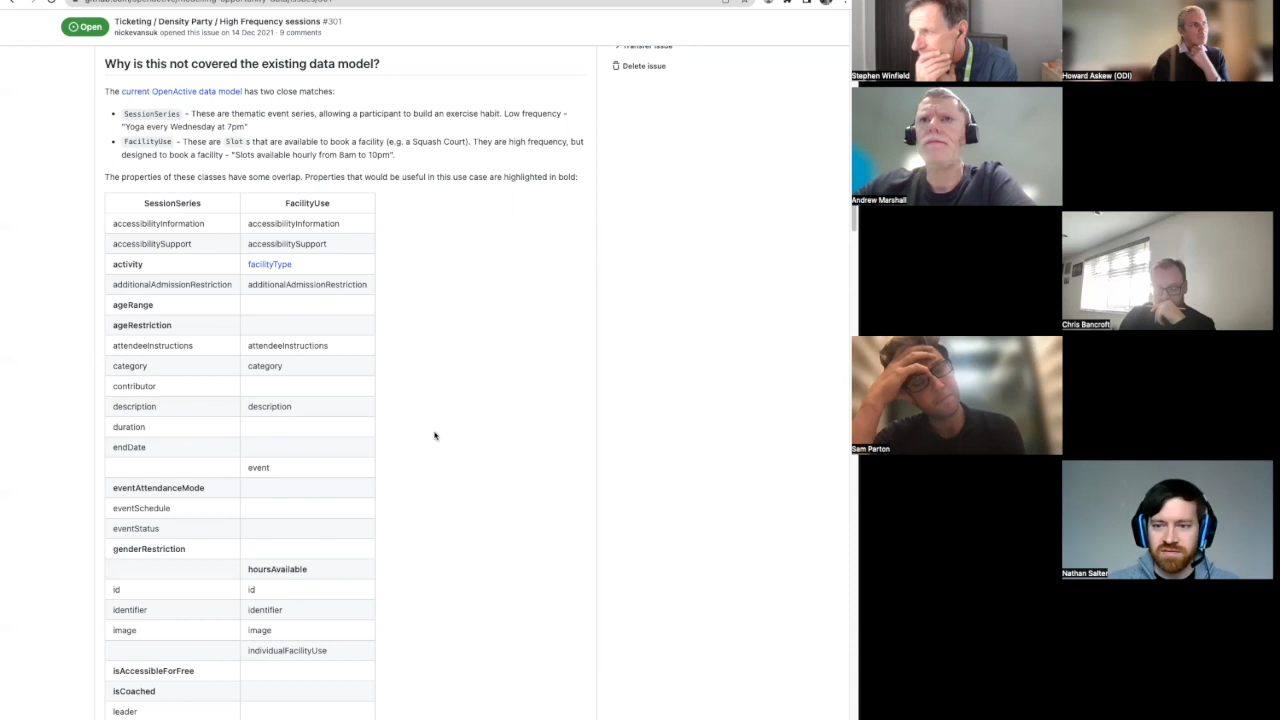 Open
Ticketing / Density Party / High Frequency sessions #301
nickevansuk opened this issue on 14 Dec 2021 · 9 comments
Transfer issue
Delete issue
Why is this not covered the existing data model?
The current OpenActive data model has two close matches:
• SessionSeries - These are thematic event series, allowing a participant to build an exercise habit. Low frequency -
"Yoga every Wednesday at 7pm"
• FacilityUse - These are Slot s that are available to book a facility (e.g, a Squash Court). They are high frequency, but
designed to book a facility - "Slots available hourly from 8am to 10pm".
The properties of these classes have some overlap. Properties that would be useful in this use case are highlighted in bold:
SessionSeries FacilityUse
accessibilityInformation accessibilityInformation
accessibilitySupport accessibilitySupport
activity facilityType
additionalAdmissionRestriction additionalAdmissionRestriction
ageRange
ageRestriction
attendeeInstructions attendeeInstructions
category category
contributor
description description
duration
endDate
event
eventAttendanceMode
eventSchedule
eventStatus
genderRestriction
hoursAvailable
id id
identifier identifier
image image
individualFacilityUse
isAccessibleForFree
isCoached
leader
Stephen Winfield
Howard Askew (ODI)
Andrew Marshall
Chris Bancroft
Sam Parton
Nathan Salter